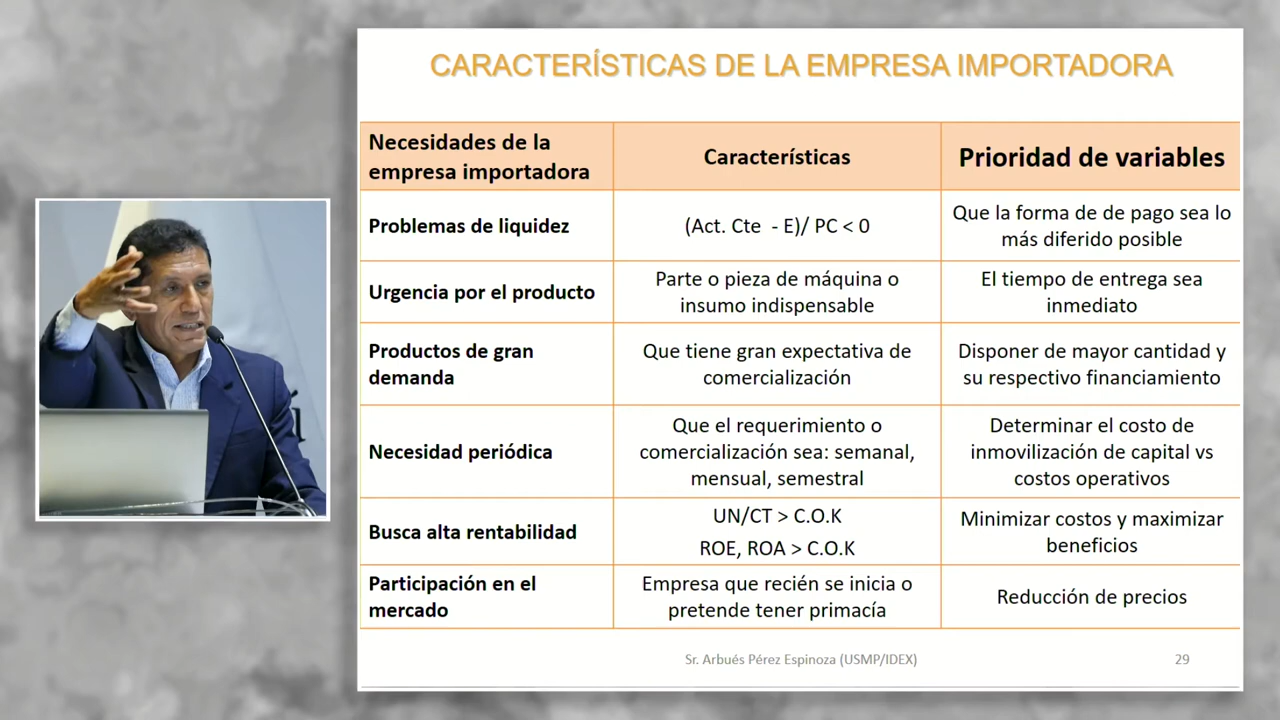 CARACTERÍSTICAS DE LA EMPRESA IMPORTADORA
Necesidades de la
empresa importadora
Características
Prioridad de variables
Problemas de liquidez
(Act. Cte - E)/ PC < 0
Que la forma de de pago sea lo
más diferido posible
Urgencia por el producto
Parte o pieza de máquina o
insumo indispensable
El tiempo de entrega sea
inmediato
Productos de gran
demanda
Que tiene gran expectativa de
comercialización
Disponer de mayor cantidad y
su respectivo financiamiento
Necesidad periódica
Que el requerimiento o
comercialización sea: semanal,
mensual, semestral
Determinar el costo de
inmovilización de capital vs
costos operativos
Busca alta rentabilidad
UN/CT > C.O.K
ROE, ROA > C.O.K
Minimizar costos y maximizar
beneficios
Participación en el
mercado
Empresa que recién se inicia o
pretende tener primacía
Reducción de precios
Sr. Arbués Pérez Espinoza (USMP/IDEX)
29